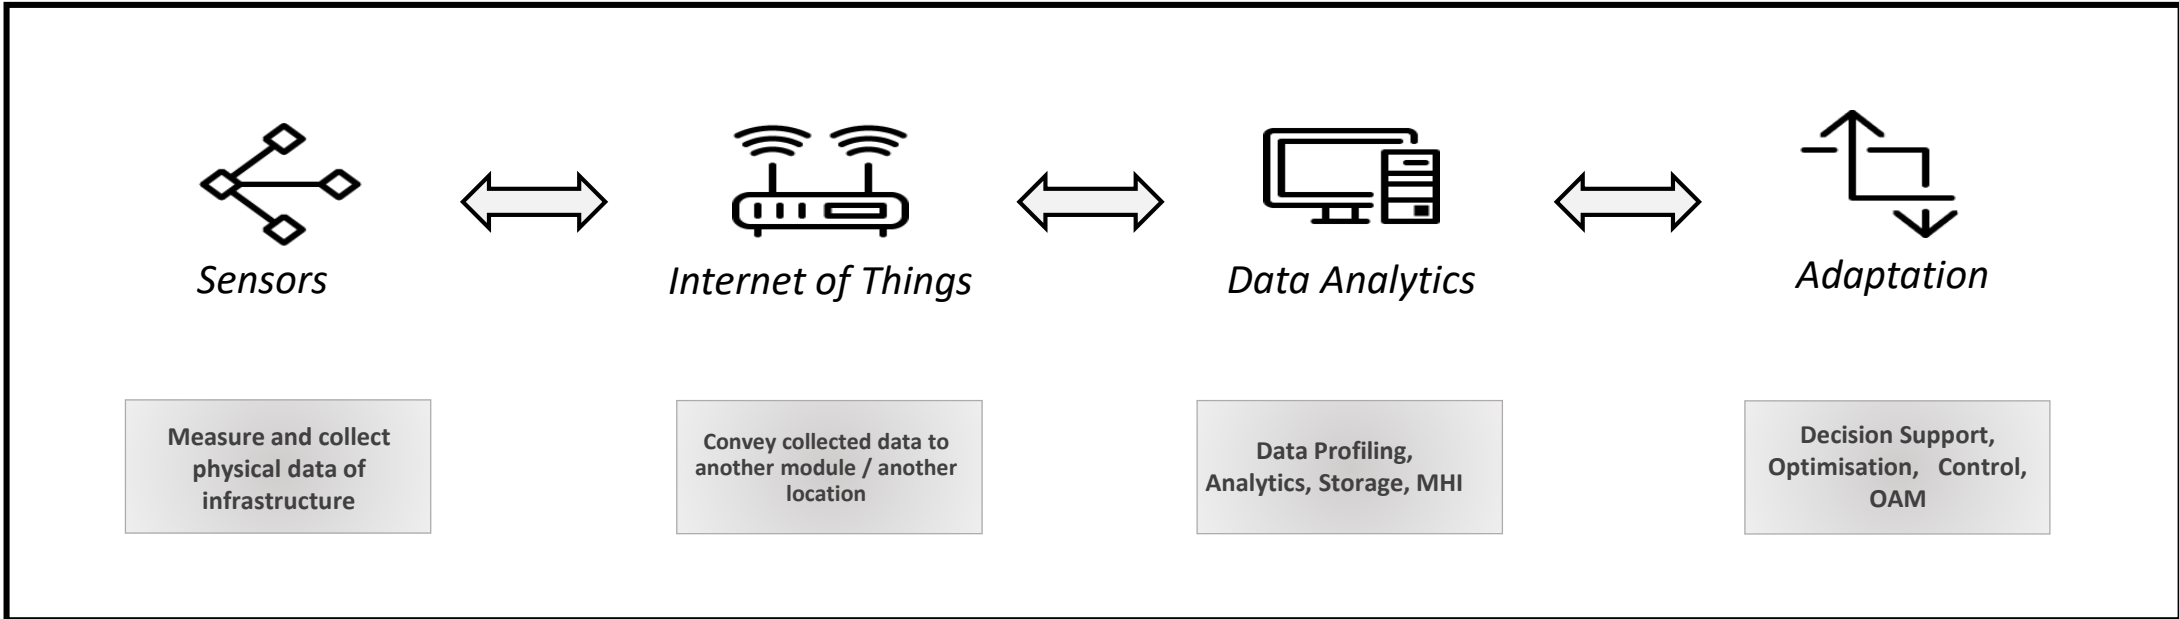 Sensors
Internet of Things
Data Analytics
Adaptation
Measure and collect
physical data of
infrastructure
Convey collected data to
another module / another
location
Data Profiling,
Analytics, Storage, MHI
Decision Support,
Optimisation, Control,
OAM